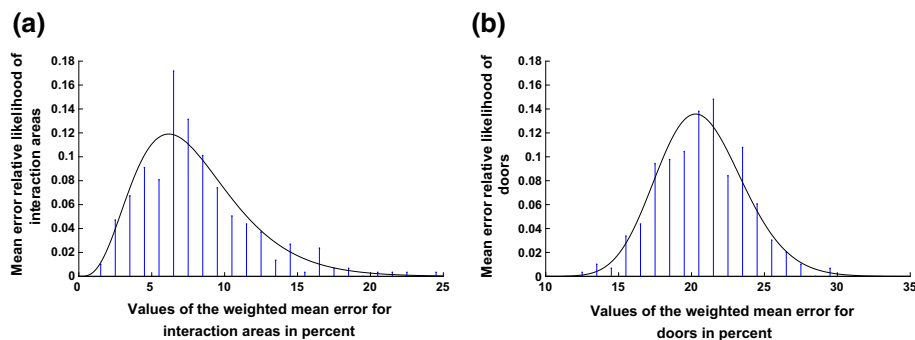 (a)
Mean error relative likelihood of
interaction areas
0.18
0.16
0.14
0.12
0.1
0.08
0.06
0.04
0.02
0
0 5 10 15 20 25
Values of the weighted mean error for
interaction areas in percent
(b)
Mean error relative likelihood of
doors
0.18
0.16
0.14
0.12
0.1
0.08
0.06
0.04
0.02
0
10 15 20 25 30 35
Values of the weighted mean error for
doors in percent